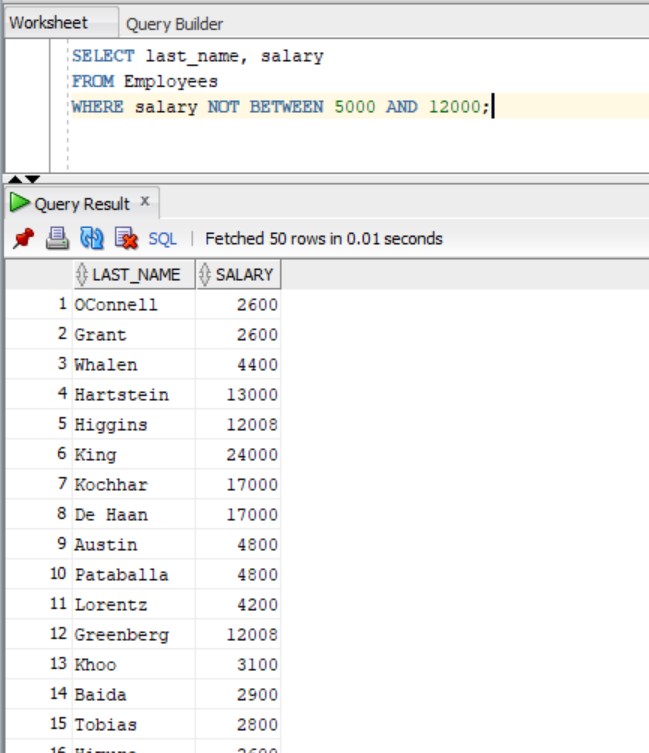 Worksheet Query Builder
SELECT last_name, salary
FROM Employees
WHERE salary NOT BETWEEN 5000 AND 12000;
Query Result x
SQL | Fetched 50 rows in 0.01 seconds
LAST_NAME SALARY
1 OConnell 2600
2 Grant 2600
3 Whalen 4400
4 Hartstein 13000
5 Higgins 12008
6 King 24000
7 Kochhar 17000
8 De Haan 17000
9 Austin 4800
10 Pataballa 4800
11 Lorentz 4200
12 Greenberg 12008
13 Khoo 3100
14 Baida 2900
15 Tobias 2800
16 2600